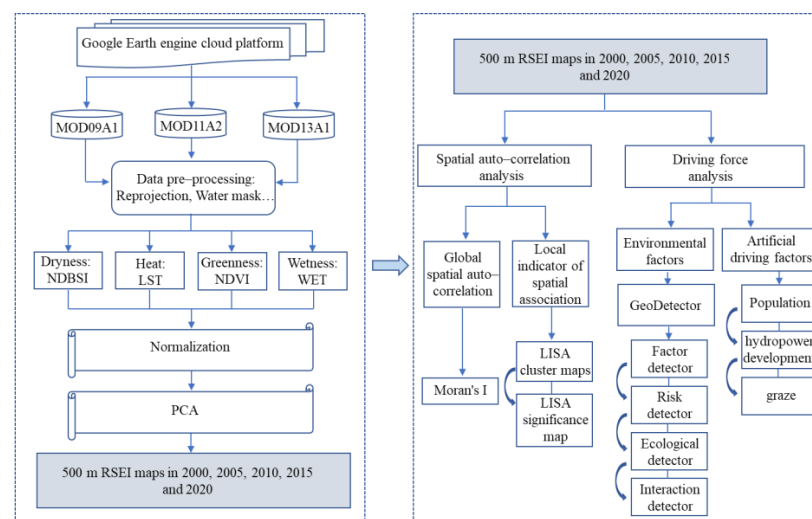 Google Earth engine cloud platform
MOD09A1
MOD11A2
MOD13A1
Data pre–processing:
Reprojection, Water mask…
Dryness:
NDBSI
Heat:
LST
Greenness:
NDVI
Wetness:
WET
Normalization
PCA
500 m RSEI maps in 2000, 2005, 2010, 2015
and 2020
500 m RSEI maps in 2000, 2005, 2010, 2015
and 2020
Spatial auto–correlation
analysis
Driving force
analysis
Global
spatial auto–
correlation
Local
indicator of
spatial
association
Environmental
factors
Artificial
driving factors
Moran's I
LISA
cluster maps
LISA
significance
map
GeoDetector
Factor
detector
Risk
detector
Ecological
detector
Interaction
detector
Population
hydropower
development
graze